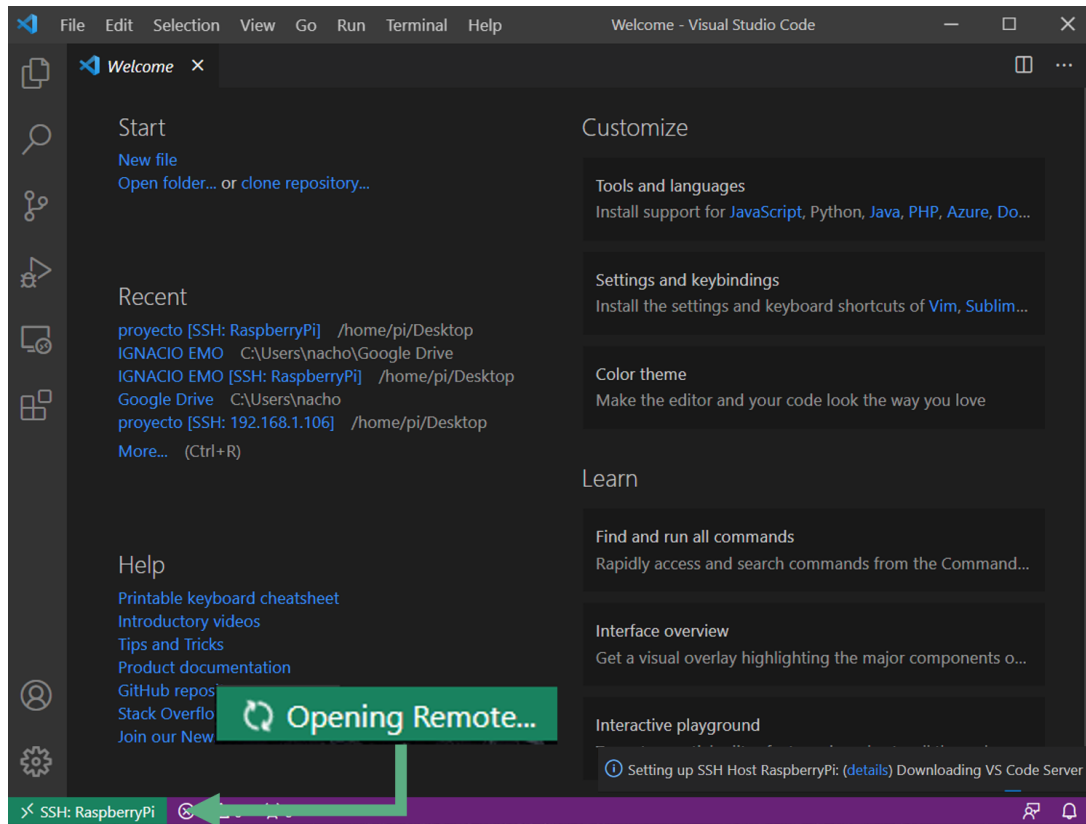 File Edit Selection View Go Run Terminal Help Welcome - Visual Studio Code
Welcome
Start
New file
Open folder... or clone repository...
Recent
proyecto [SSH: RaspberryPi] /home/pi/Desktop
IGNACIO EMO C:\Users\nacho\Google Drive
IGNACIO EMO [SSH: RaspberryPi] /home/pi/Desktop
Google Drive C:\Users\nacho
proyecto [SSH: 192.168.1.106] /home/pi/Desktop
More... (Ctrl+R)
Help
Printable keyboard cheatsheet
Introductory videos
Tips and Tricks
Product documentation
GitHub repos
Stack Overflo
Join our New
Opening Remote...
Customize
Tools and languages
Install support for JavaScript, Python, Java, PHP, Azure, Do...
Settings and keybindings
Install the settings and keyboard shortcuts of Vim, Sublim...
Color theme
Make the editor and your code look the way you love
Learn
Find and run all commands
Rapidly access and search commands from the Command...
Interface overview
Get a visual overlay highlighting the major components o...
Interactive playground
Setting up SSH Host RaspberryPi: (details) Downloading VS Code Server
SSH: RaspberryPi